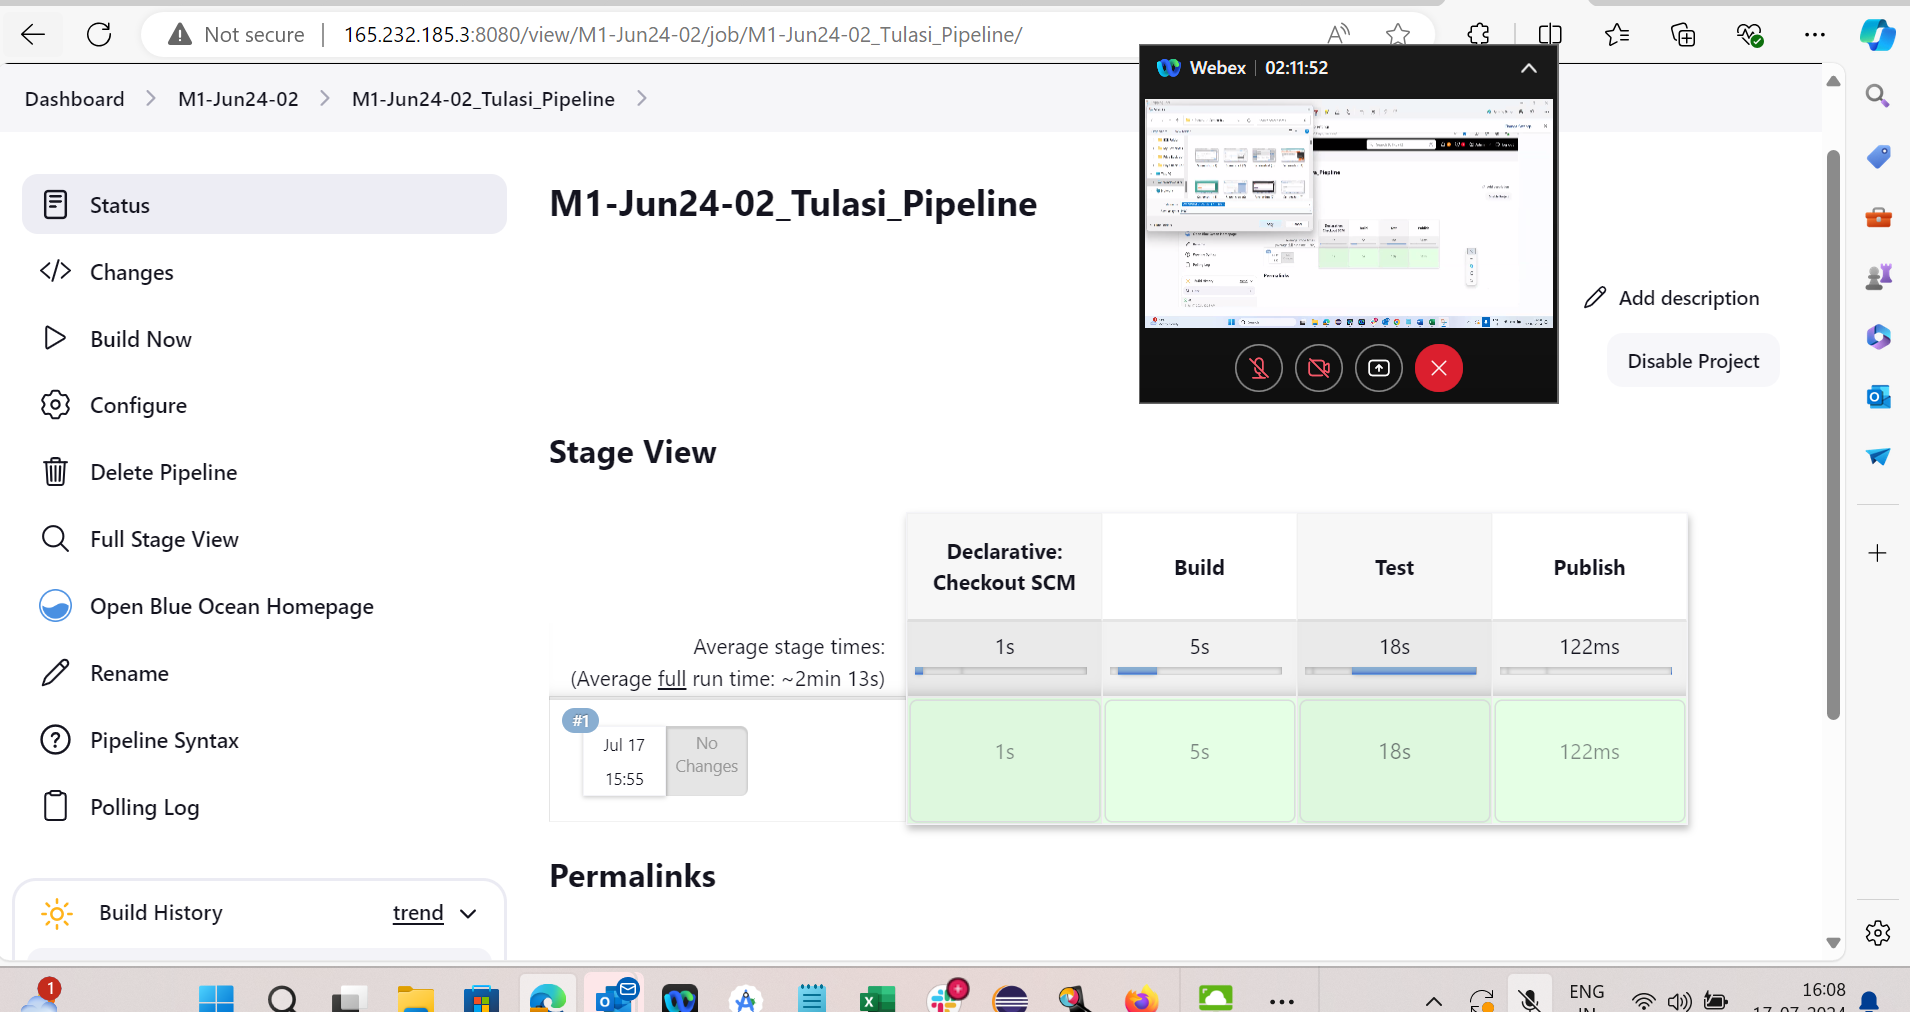 Not secure
165.232.185.3:8080/view/M1-Jun24-02/job/M1-Jun24-02_Tulasi_Pipeline/
Webex 02:11:52
Dashboard M1-Jun24-02 M1-Jun24-02_Tulasi_Pipeline
Status
Changes
Build Now
Configure
Delete Pipeline
Full Stage View
Open Blue Ocean Homepage
Rename
Pipeline Syntax
Polling Log
Build History trend
M1-Jun24-02_Tulasi_Pipeline
Add description
Disable Project
Stage View
Declarative:
Checkout SCM
Build
Test
Publish
Average stage times:
(Average full run time: ~2min 13s)
1s
5s
18s
122ms
#1
Jul 17
15:55
No
Changes
1s
5s
18s
122ms
Permalinks
1
ENG
16:08